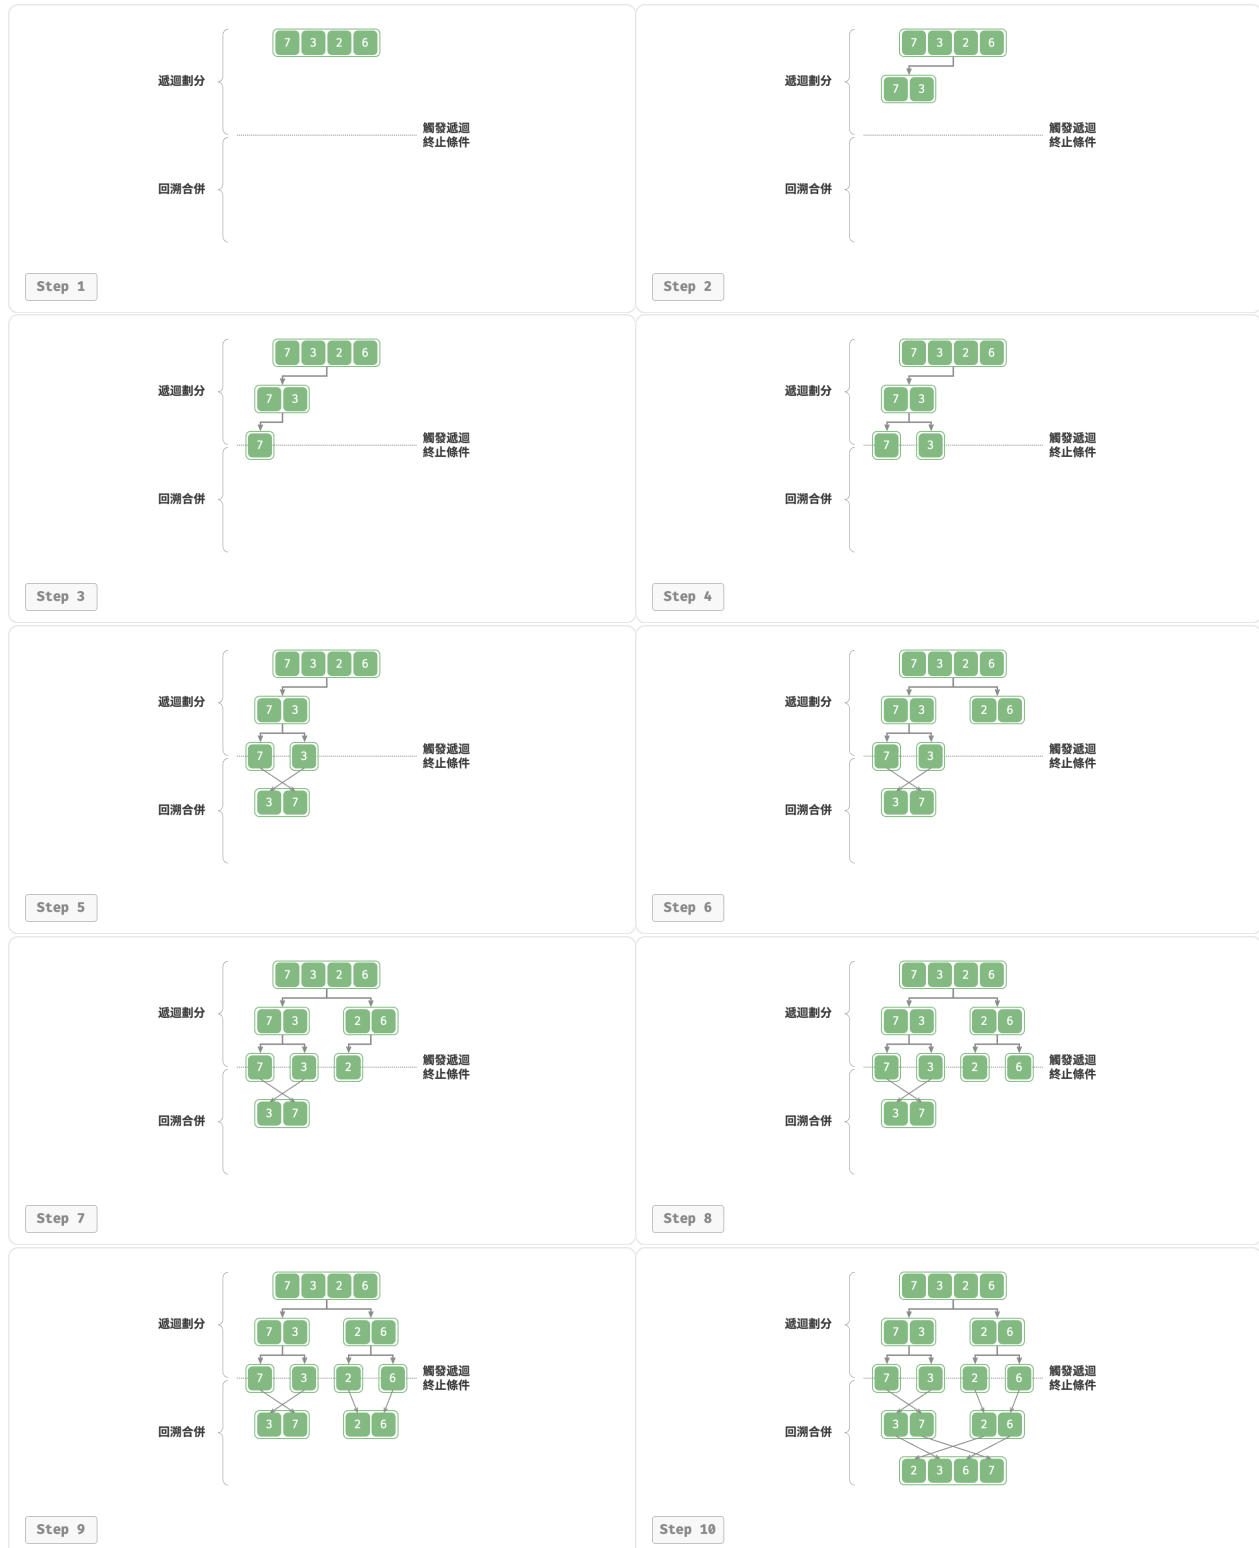 7 3 2 6
遞迴劃分
觸發遞迴
終止條件
回溯合併
Step 1
7 3 2 6
7 3
遞迴劃分
觸發遞迴
終止條件
回溯合併
Step 2
7 3 2 6
遞迴劃分
7 3
7
觸發遞迴
終止條件
回溯合併
Step 3
7 3 2 6
遞迴劃分
7 3
7 3
觸發遞迴
終止條件
回溯合併
Step 4
7 3 2 6
遞迴劃分
7 3
7 3
觸發遞迴
終止條件
3 7
回溯合併
Step 5
7 3 2 6
遞迴劃分
7 3 2 6
7 3
觸發遞迴
終止條件
3 7
回溯合併
Step 6
7 3 2 6
遞迴劃分
7 3 2 6
7 3 2
觸發遞迴
終止條件
3 7
回溯合併
Step 7
7 3 2 6
遞迴劃分
7 3 2 6
7 3 2 6
觸發遞迴
終止條件
3 7
回溯合併
Step 8
7 3 2 6
遞迴劃分
7 3 2 6
7 3 2 6
觸發遞迴
終止條件
3 7 2 6
回溯合併
Step 9
7 3 2 6
遞迴劃分
7 3 2 6
7 3 2 6
觸發遞迴
終止條件
3 7 2 6
回溯合併
2 3 6 7
Step 10